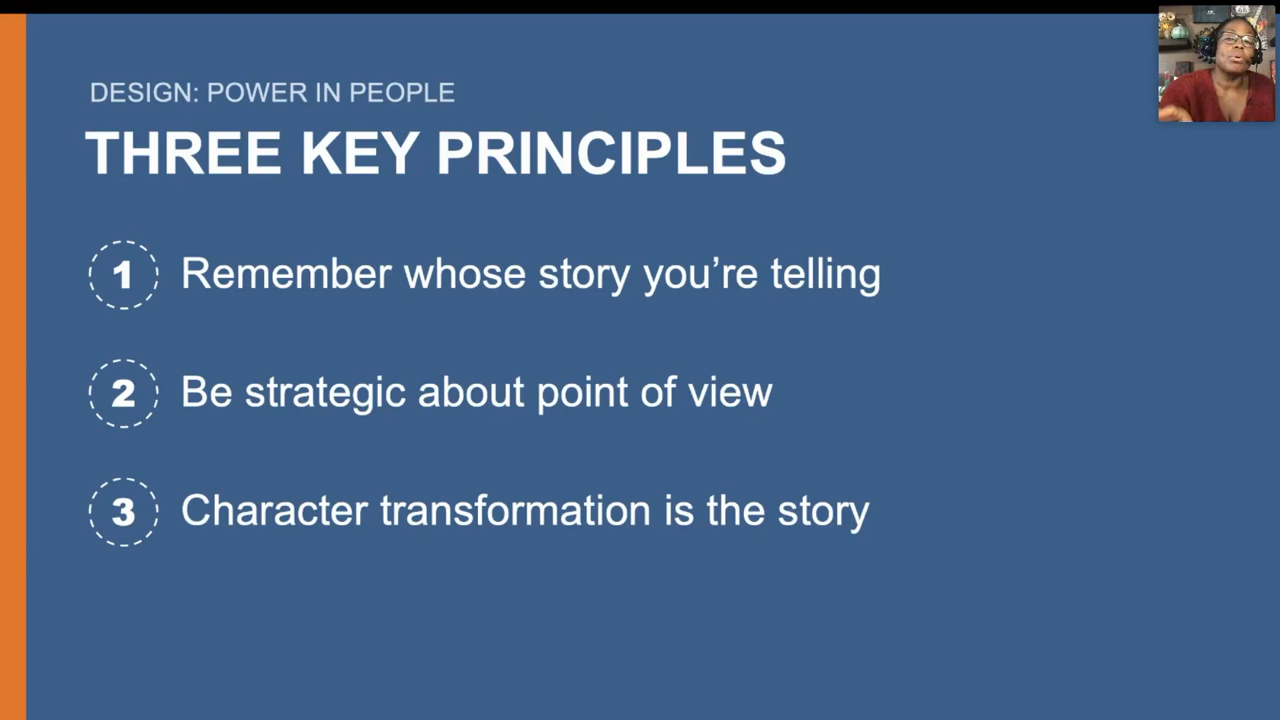 DESIGN: POWER IN PEOPLE
THREE KEY PRINCIPLES
1 Remember whose story you’re telling
2 Be strategic about point of view
3 Character transformation is the story